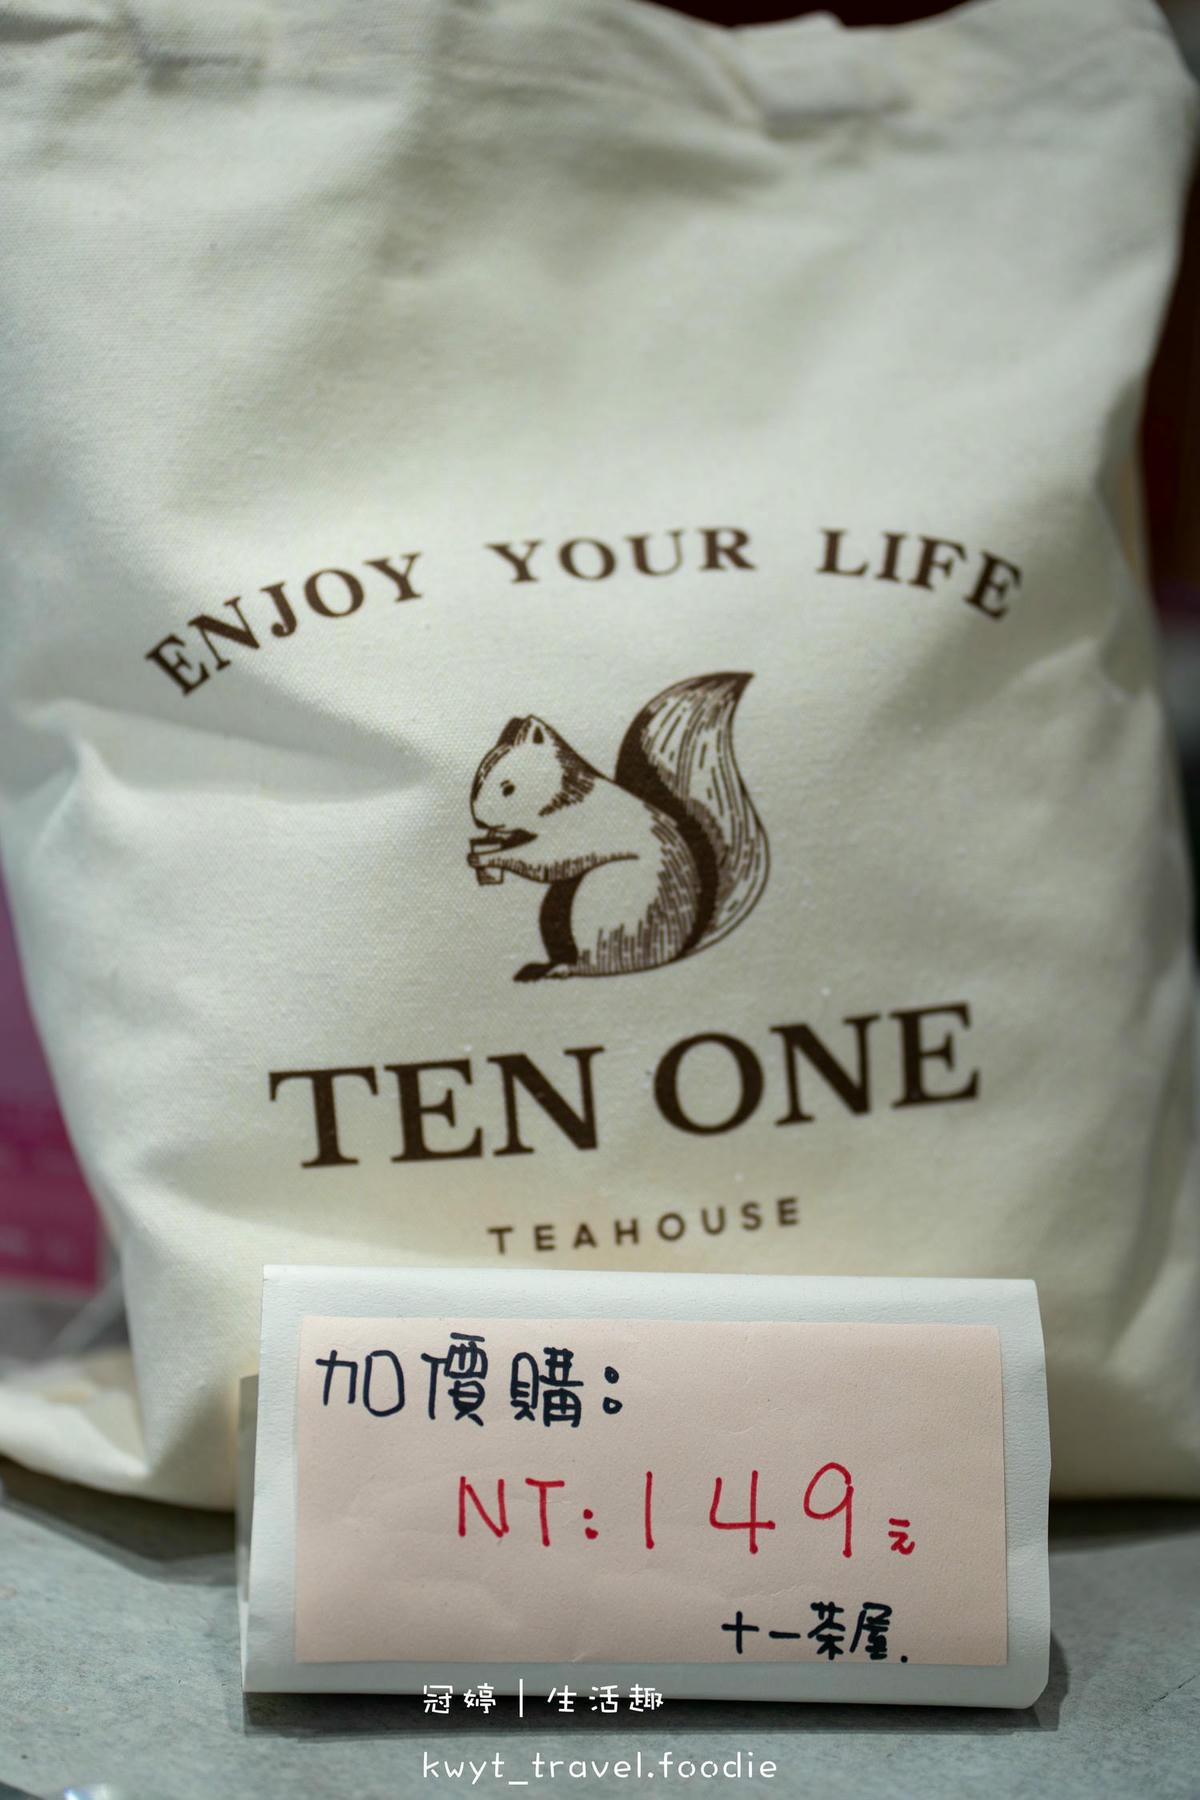 ENJOY YOUR LIFE
TEN ONE
TEAHOUSE
加價購:
NT:149元
十一茶屋.
冠婷|生活趣
kwyt_travel.foodie